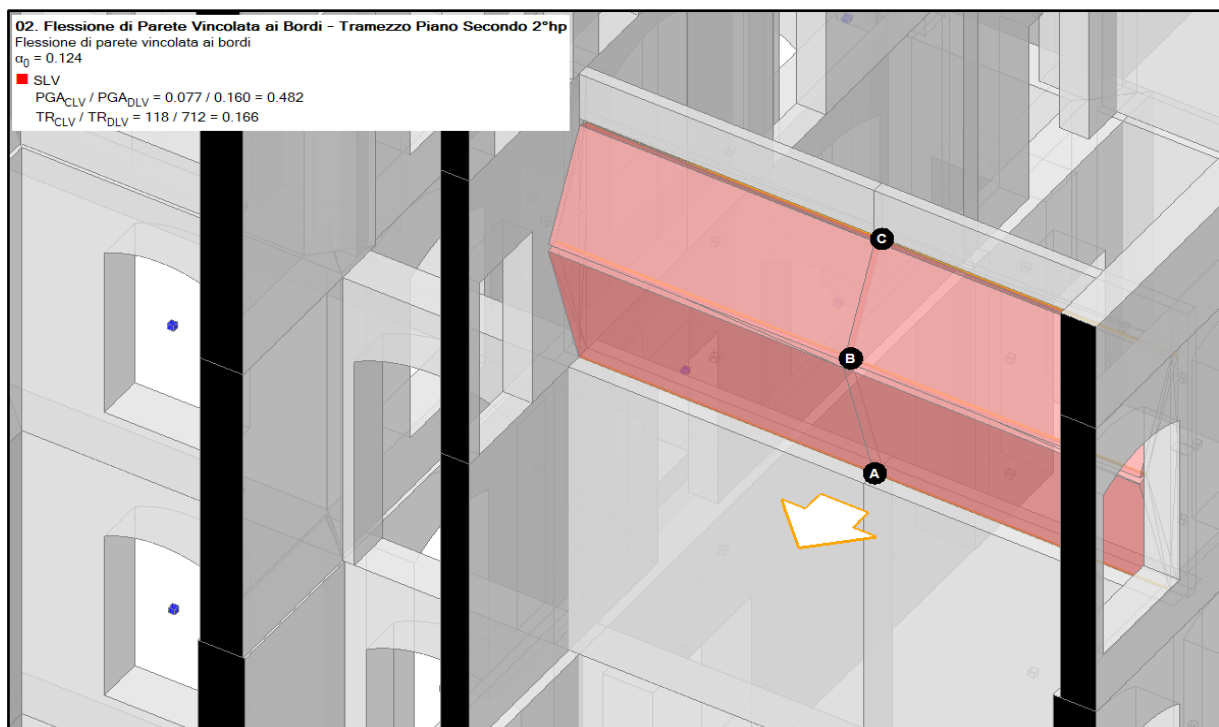 02. Flessione di Parete Vincolata ai Bordi - Tramezzo Piano Secondo 2°hp
Flessione di parete vincolata ai bordi
α0 = 0.124
SLV
PGACLV / PGADLV = 0.077 / 0.160 = 0.482
TRCLV / TRDLV = 118 / 712 = 0.166
C
B
A